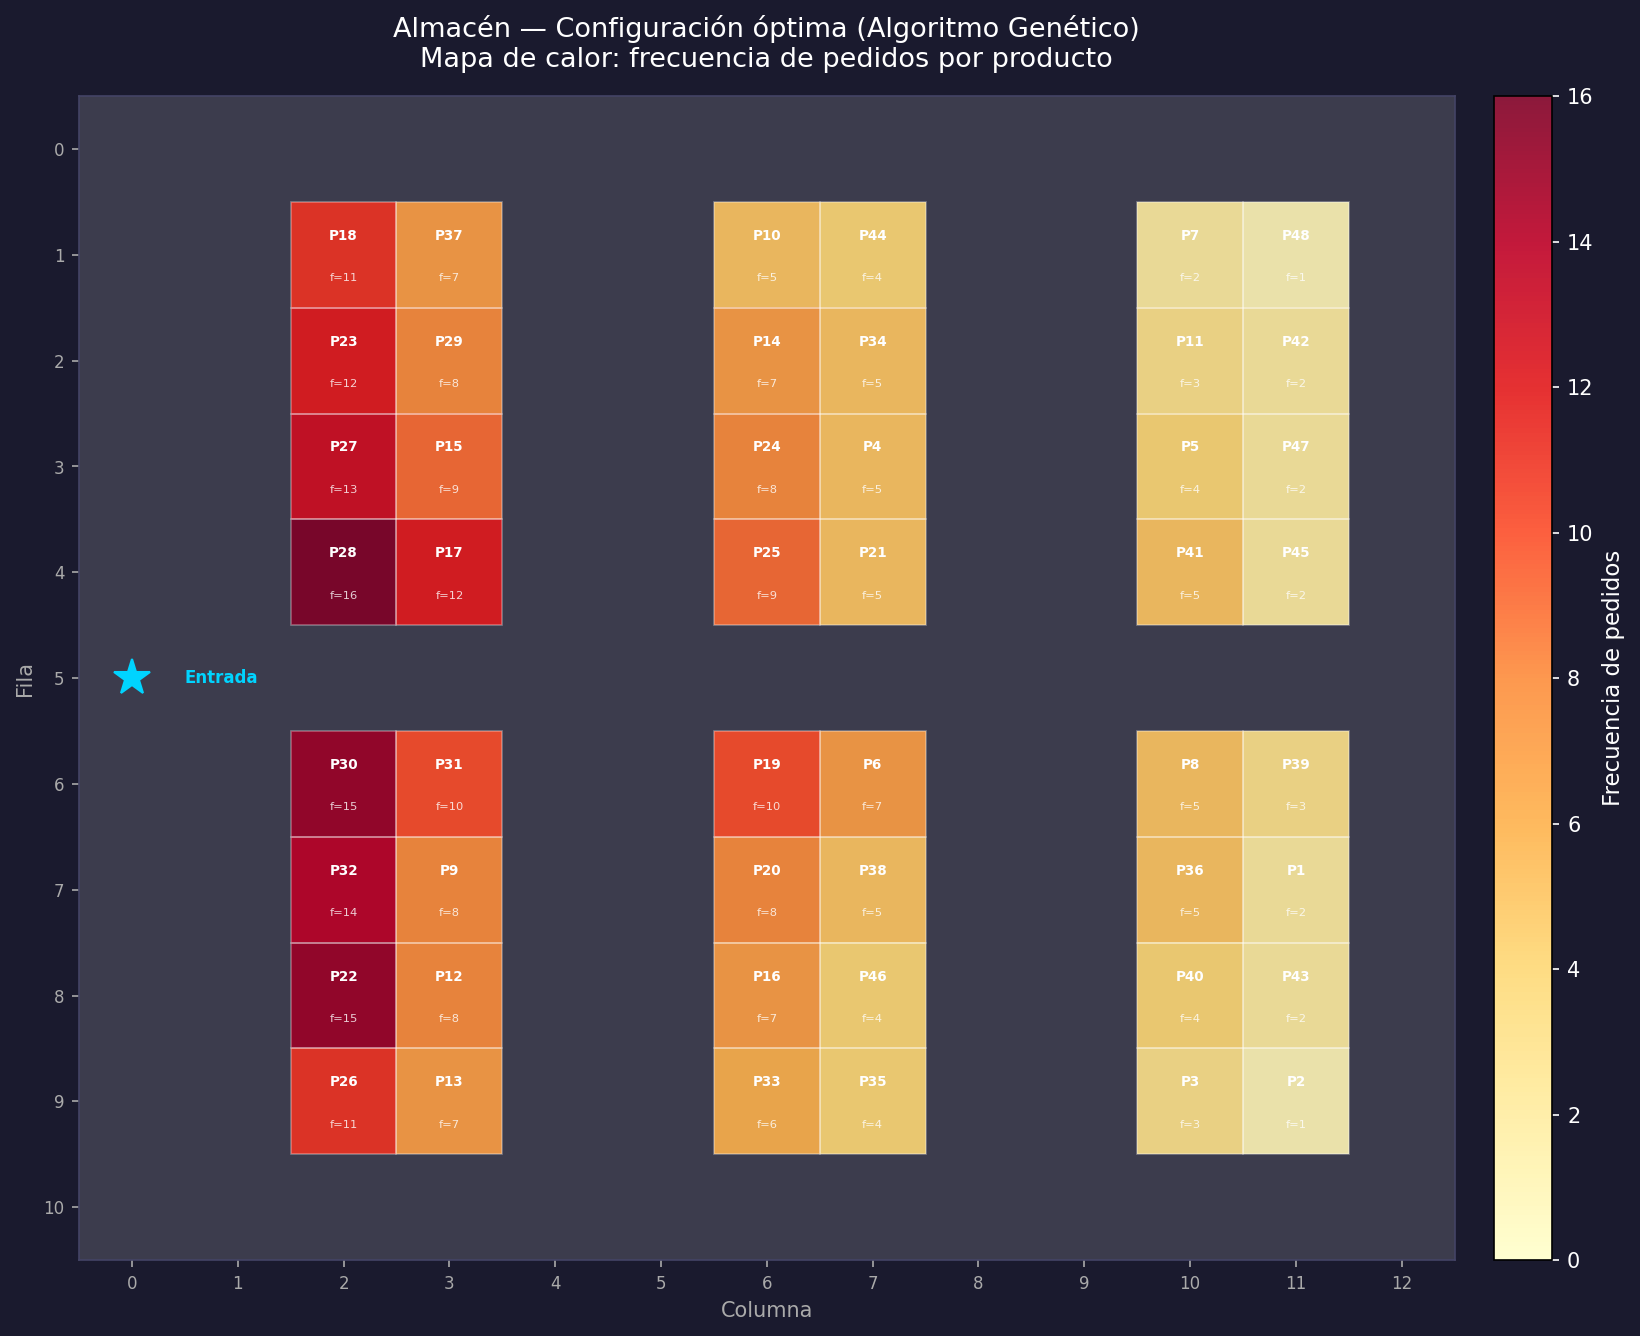 Almacén — Configuración óptima (Algoritmo Genético)
Mapa de calor: frecuencia de pedidos por producto
0
P18 P37 P10 P44 P7 P48
1
f=11 f=7 f=5 f=4 f=2 f=1
P23 P29 P14 P34 P11 P42
2
f=12 f=8 f=7 f=5 f=3 f=2
P27 P15 P24 P4 P5 P47
3
f=13 f=9 f=8 f=5 f=4 f=2
P28 P17 P25 P21 P41 P45
4
f=16 f=12 f=9 f=5 f=5 f=2
Fila
5 Entrada
P30 P31 P19 P6 P8 P39
6
f=15 f=10 f=10 f=7 f=5 f=3
P32 P9 P20 P38 P36 P1
7
f=14 f=8 f=8 f=5 f=5 f=2
P22 P12 P16 P46 P40 P43
8
f=15 f=8 f=7 f=4 f=4 f=2
P26 P13 P33 P35 P3 P2
9
f=11 f=7 f=6 f=4 f=3 f=1
10
0 1 2 3 4 5 6 7 8 9 10 11 12
Columna
16
14
12
10
8
6
4
2
0
Frecuencia de pedidos